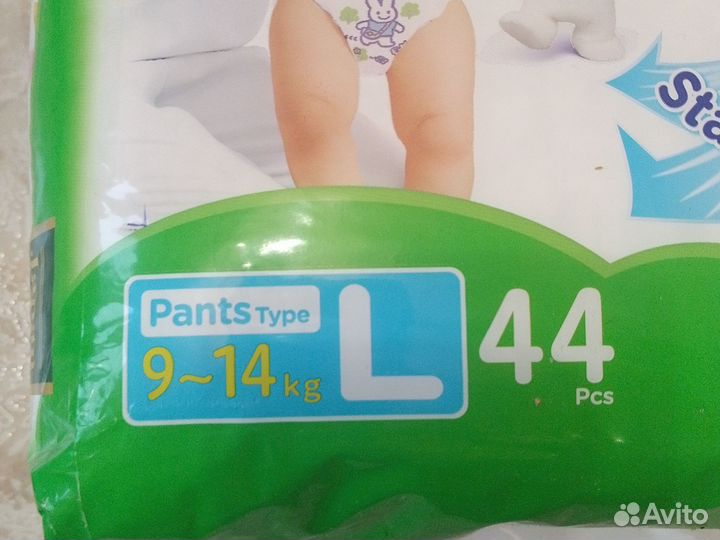 Pants Type
9~14 kg
L
44
Pcs
Avito